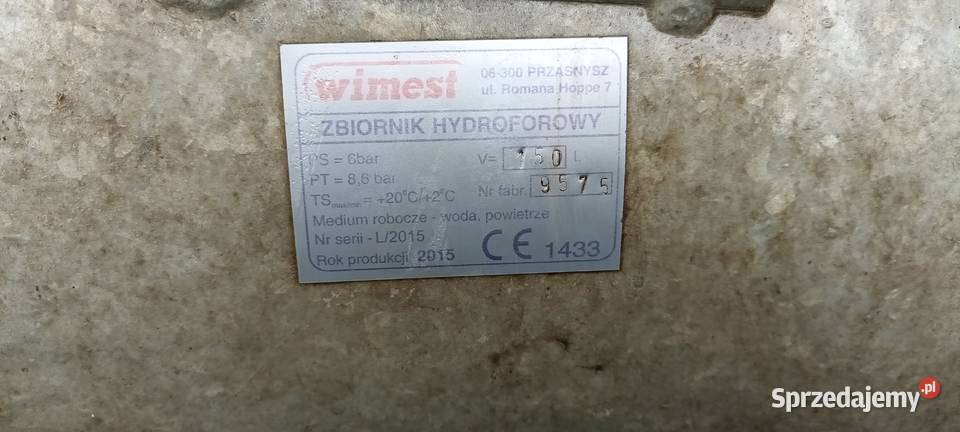 wimest
06-300 PRZASNYSZ
ul. Romana Hoppe 7
ZBIORNIK HYDROFOROWY
PS = 6bar
V= 150 L
PT = 8,6 bar
Nr fabr. 9575
TSmax/min = +20°C/+2°C
Medium robocze - woda, powietrze
Nr serii - L/2015
Rok produkcji 2015
CE 1433
Sprzedajemy.pl